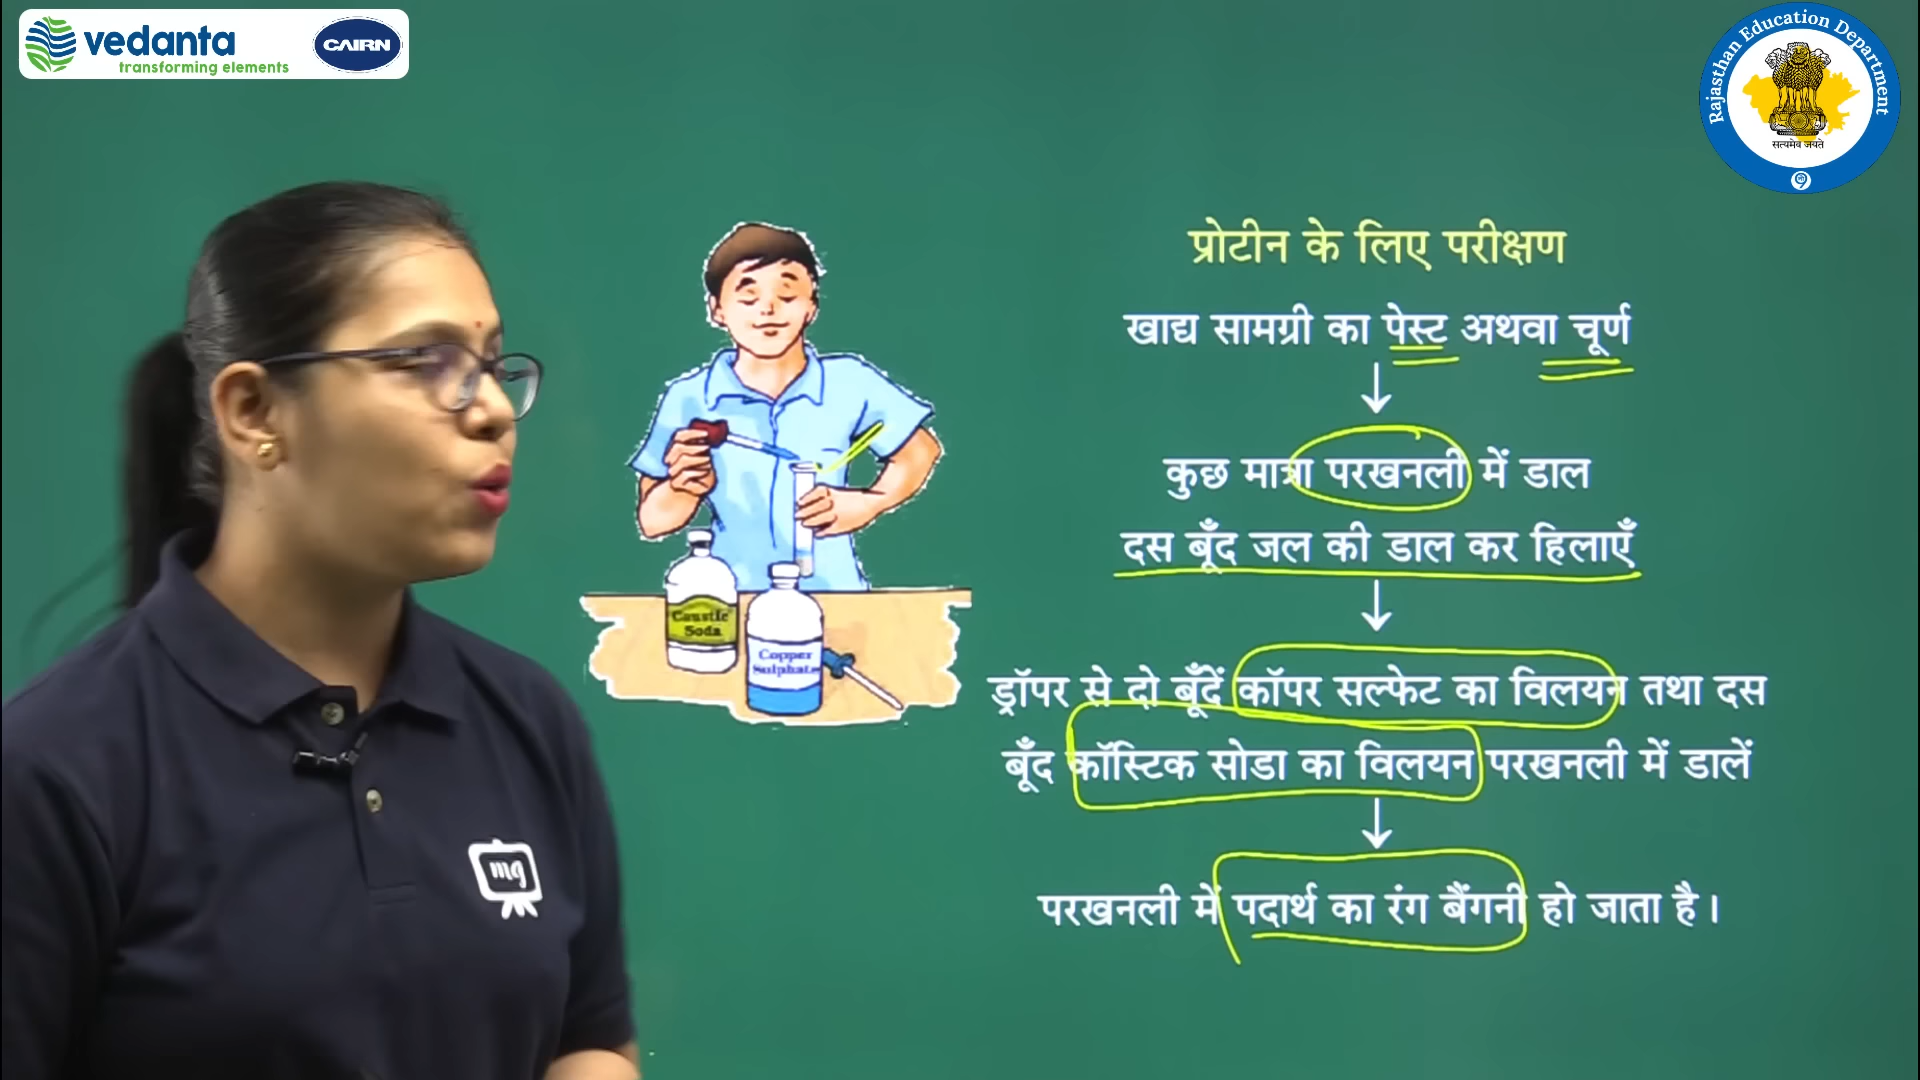 vedanta
transforming elements
CAIRN
Rajasthan Education Department
सत्यमेव जयते
प्रोटीन के लिए परीक्षण
खाद्य सामग्री का पेस्ट अथवा चूर्ण
कुछ मात्रा परखनली में डाल
दस बूँद जल की डाल कर हिलाएँ
ड्रॉपर से दो बूँदें कॉपर सल्फेट का विलयन तथा दस
बूँद कॉस्टिक सोडा का विलयन परखनली में डालें
परखनली में पदार्थ का रंग बैंगनी हो जाता है।
Caustic
Soda
Copper
Sulphate
mg